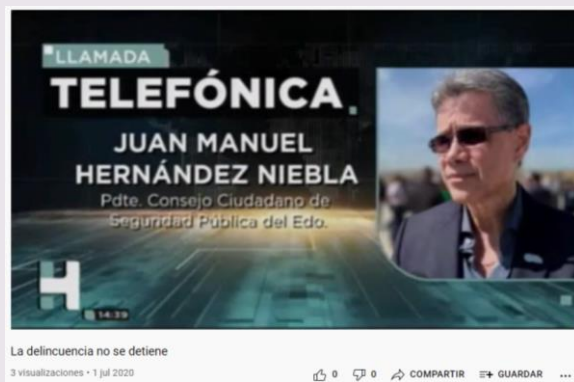 LLAMADA
TELEFÓNICA
JUAN MANUEL
HERNÁNDEZ NIEBLA
Pdte. Consejo Ciudadano de
Seguridad Pública del Edo.
H
14:39
La delincuencia no se detiene
3 visualizaciones • 1 jul 2020
0 0 COMPARTIR GUARDAR ...